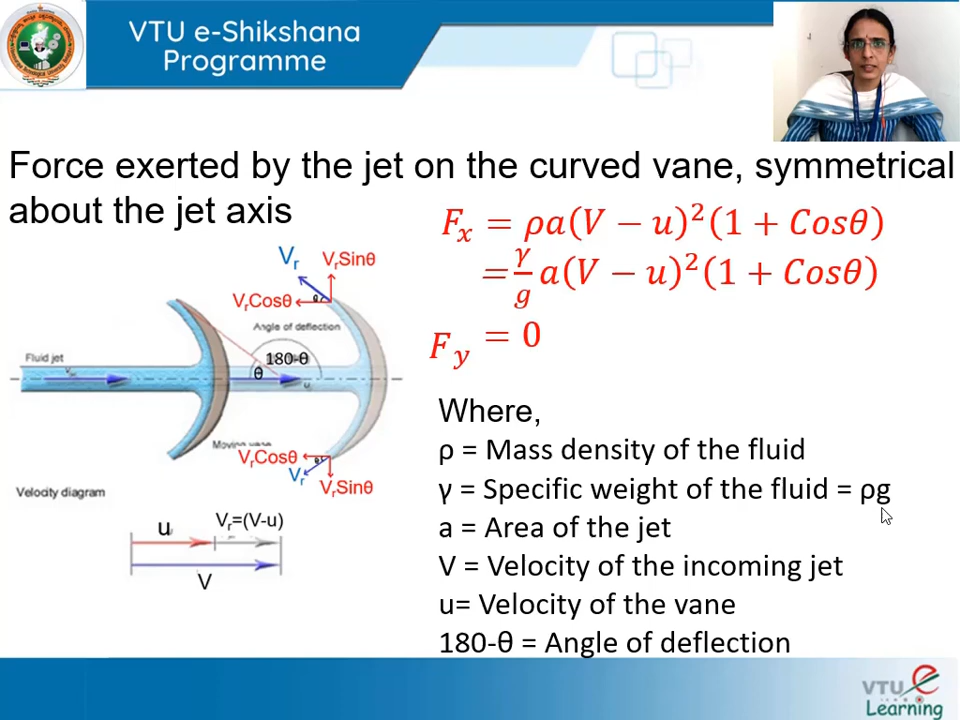 VTU e-Shikshana
Programme
Force exerted by the jet on the curved vane, symmetrical
about the jet axis
Fₓ = ρa(V − u)²(1 + Cosθ)
= γ/g a(V − u)²(1 + Cosθ)
F_y = 0
Vᵣ
VᵣSinθ
VᵣCosθ
θ
Angle of deflection
Fluid jet
180-θ
θ
u
Moving vane
VᵣCosθ
θ
Vᵣ
VᵣSinθ
Velocity diagram
u
Vᵣ=(V-u)
V
Where,
ρ = Mass density of the fluid
γ = Specific weight of the fluid = ρg
a = Area of the jet
V = Velocity of the incoming jet
u= Velocity of the vane
180-θ = Angle of deflection
VTU e
Learning